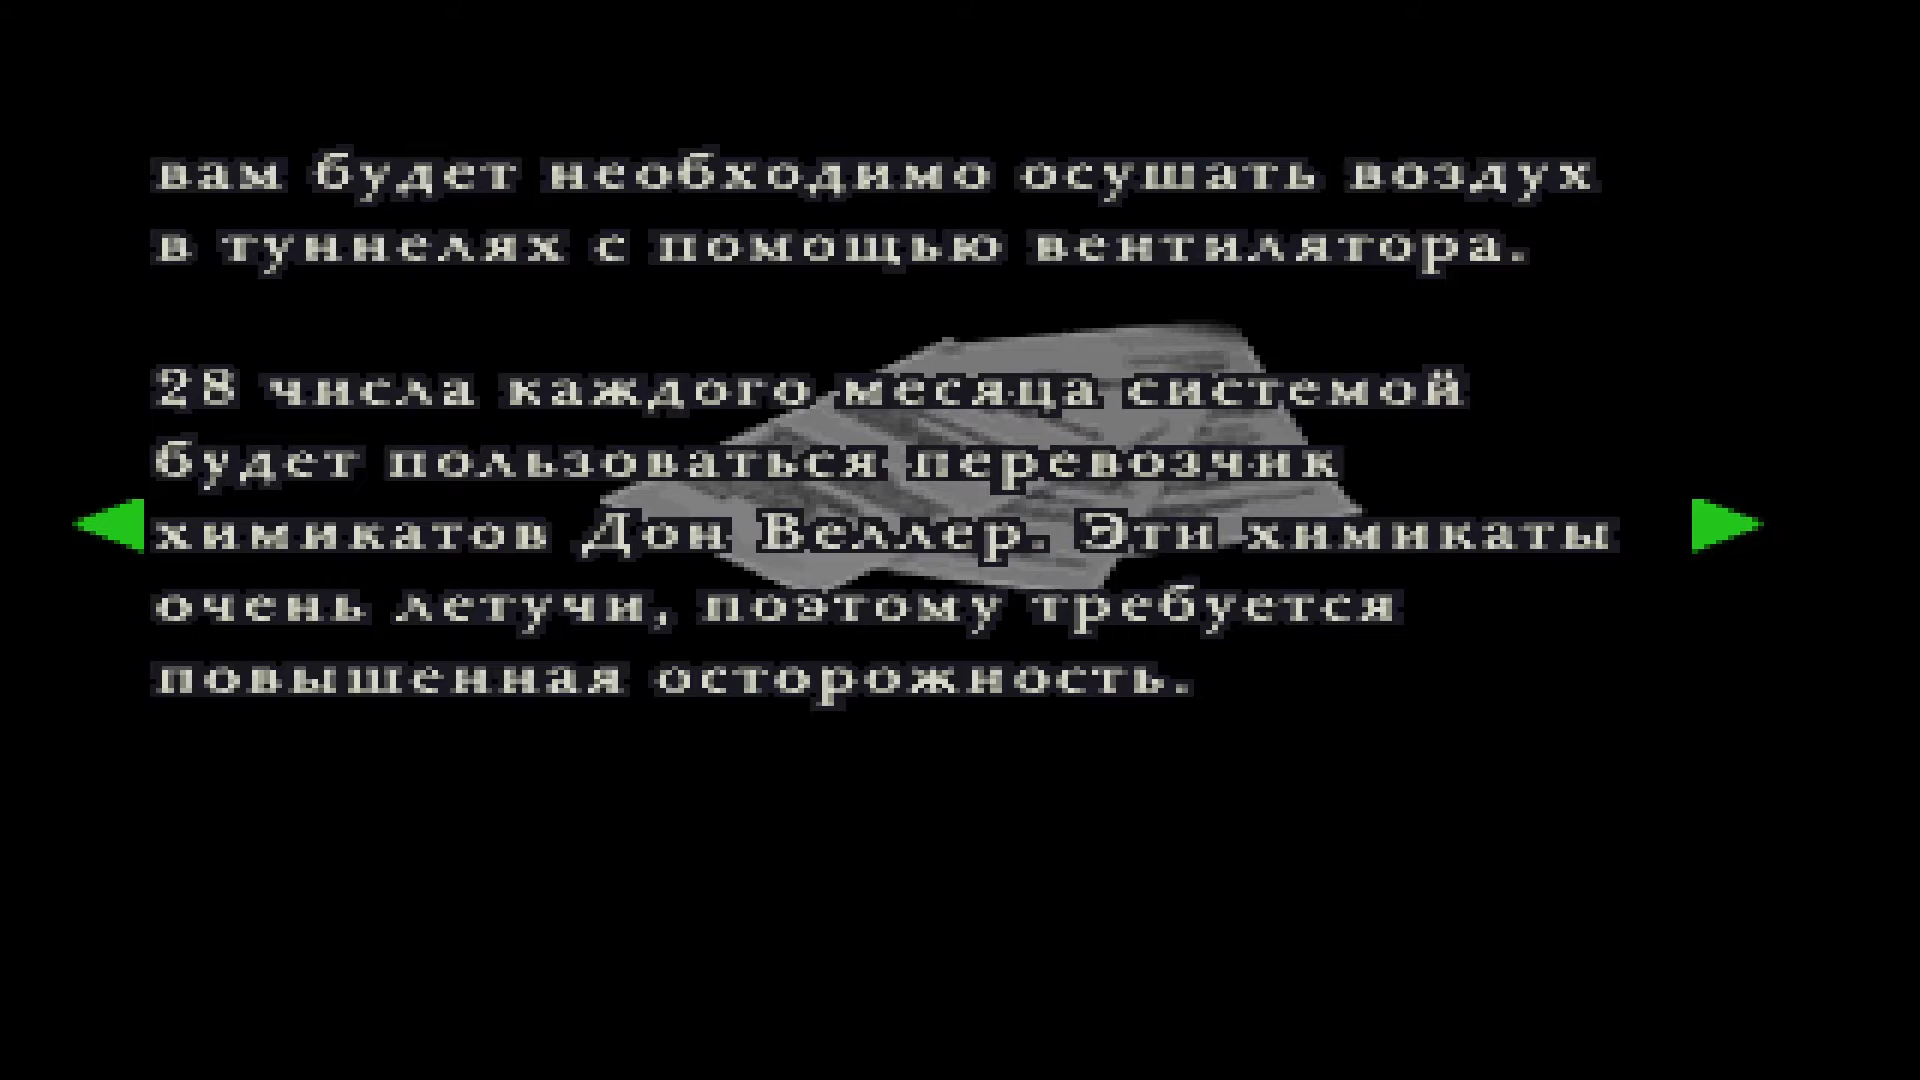 вам будет необходимо осушать воздух
в туннелях с помощью вентилятора.
28 числа каждого месяца системой
будет пользоваться перевозчик
химикатов Дон Веллер. Эти химикаты
очень летучи, поэтому требуется
повышенная осторожность.